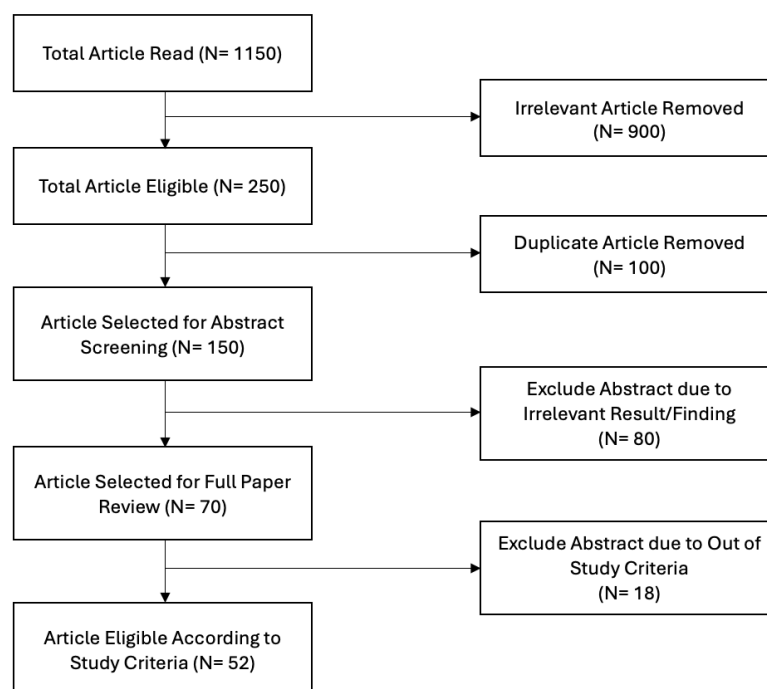 Total Article Read (N= 1150)
Irrelevant Article Removed
(N= 900)
Total Article Eligible (N= 250)
Duplicate Article Removed
(N= 100)
Article Selected for Abstract
Screening (N= 150)
Exclude Abstract due to
Irrelevant Result/Finding
(N= 80)
Article Selected for Full Paper
Review (N= 70)
Exclude Abstract due to Out of
Study Criteria
(N= 18)
Article Eligible According to
Study Criteria (N= 52)